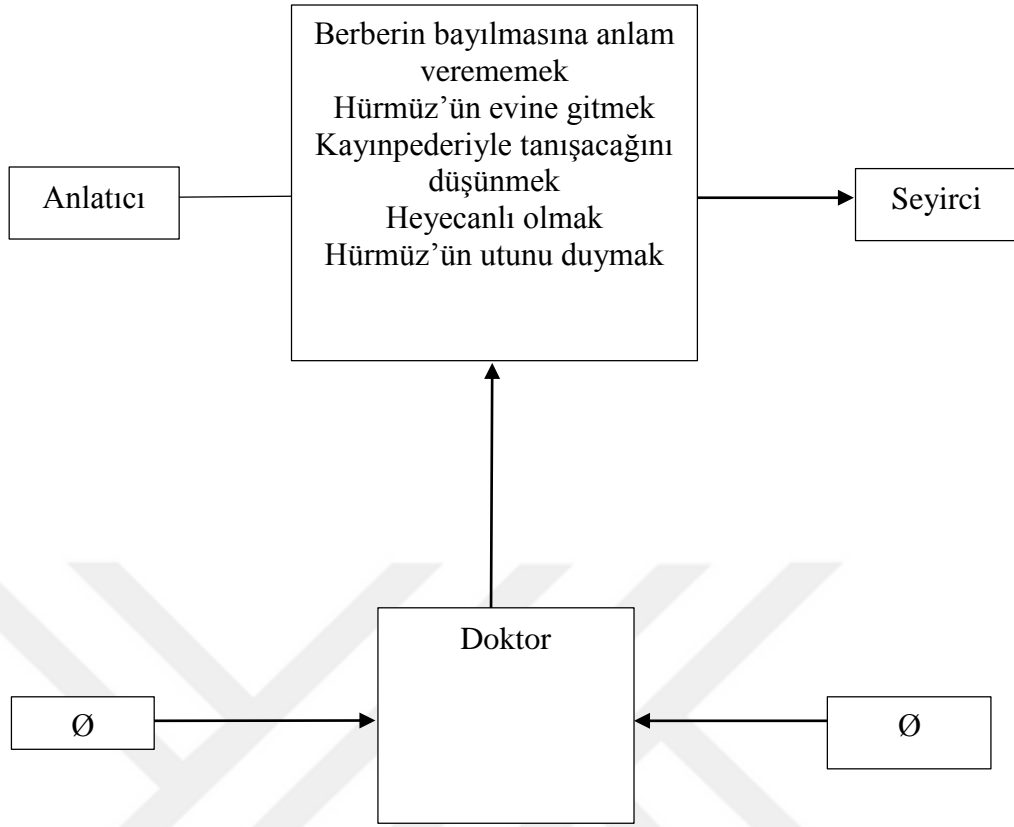 Berberin bayılmasına anlam
verememek
Hürmüz’ün evine gitmek
Kayınpederiyle tanışacağını
düşünmek
Heyecanlı olmak
Hürmüz’ün utunu duymak
Anlatıcı
Seyirci
Doktor
Ø
Ø